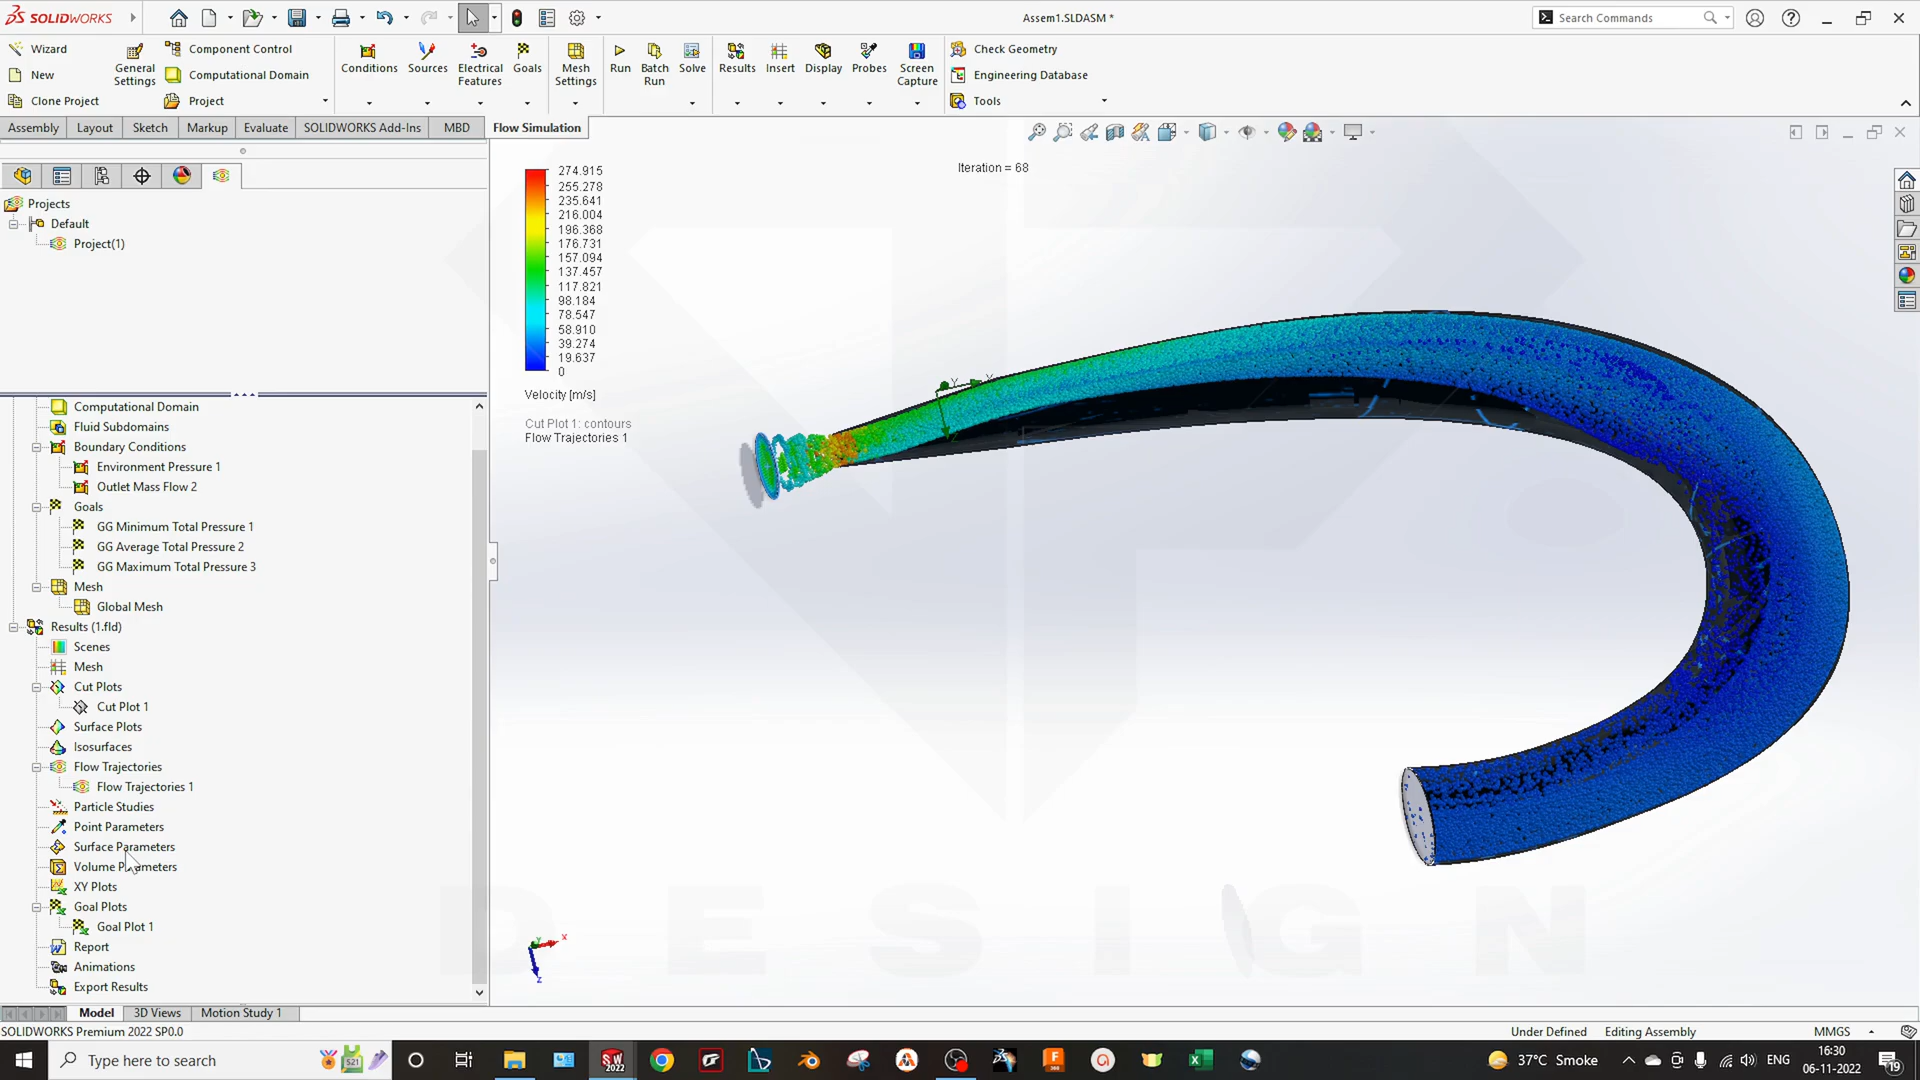 SOLIDWORKS
Assem1.SLDASM *
Search Commands
Wizard
New
Clone Project
General Settings
Component Control
Computational Domain
Project
Conditions
Sources
Electrical Features
Goals
Mesh Settings
Run
Batch Run
Solve
Results
Insert
Display
Probes
Screen Capture
Check Geometry
Engineering Database
Tools
Assembly
Layout
Sketch
Markup
Evaluate
SOLIDWORKS Add-Ins
MBD
Flow Simulation
Projects
Default
Project(1)
Computational Domain
Fluid Subdomains
Boundary Conditions
Environment Pressure 1
Outlet Mass Flow 2
Goals
GG Minimum Total Pressure 1
GG Average Total Pressure 2
GG Maximum Total Pressure 3
Mesh
Global Mesh
Results (1.fld)
Scenes
Mesh
Cut Plots
Cut Plot 1
Surface Plots
Isosurfaces
Flow Trajectories
Flow Trajectories 1
Particle Studies
Point Parameters
Surface Parameters
Volume Parameters
XY Plots
Goal Plots
Goal Plot 1
Report
Animations
Export Results
274.915
255.278
235.641
216.004
196.368
176.731
157.094
137.457
117.821
98.184
78.547
58.910
39.274
19.637
0
Velocity [m/s]
Cut Plot 1: contours
Flow Trajectories 1
Iteration = 68
Y
X
Z
DESIGN
Y
X
Z
Model
3D Views
Motion Study 1
SOLIDWORKS Premium 2022 SP0.0
Under Defined
Editing Assembly
MMGS
Type here to search
521
SW
2022
37°C Smoke
ENG
16:30
06-11-2022
19